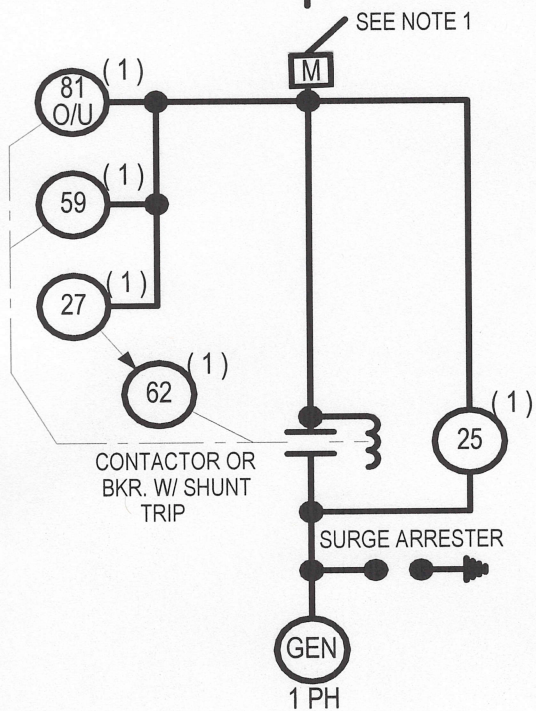 SEE NOTE 1
M
81
O/U
(1)
59
(1)
27
(1)
62
(1)
25
(1)
CONTACTOR OR
BKR. W/ SHUNT
TRIP
SURGE ARRESTER
GEN
1 PH